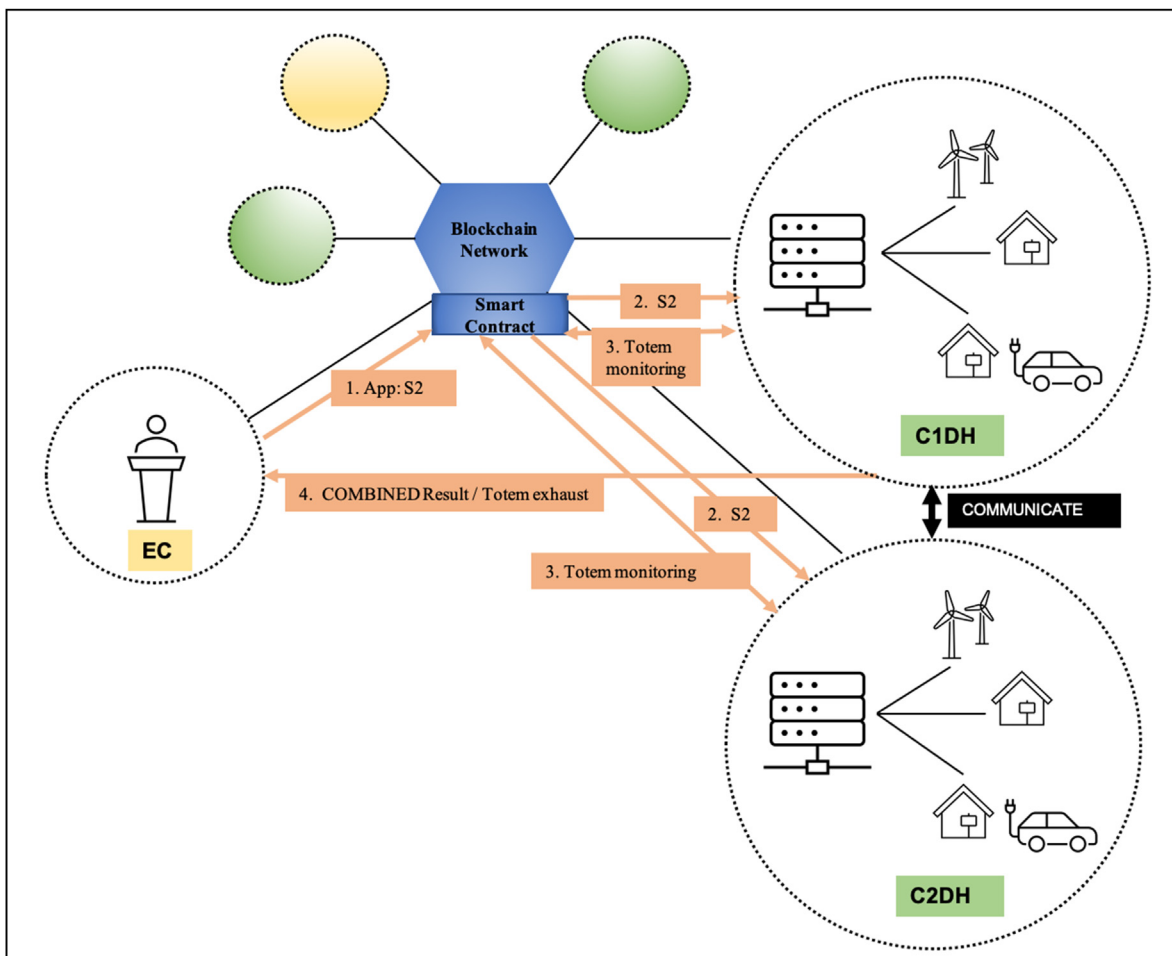 Blockchain
Network
Smart
Contract
2. S2
3. Totem
monitoring
1. App: S2
C1DH
4. COMBINED Result / Totem exhaust
2. S2
COMMUNICATE
EC
3. Totem monitoring
C2DH